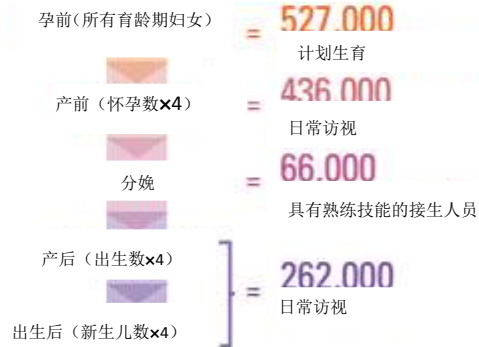 孕前(所有育龄期妇女)
= 527.000
计划生育
产前（怀孕数×4）
= 436.000
日常访视
分娩
= 66.000
具有熟练技能的接生人员
产后（出生数×4）
= 262.000
日常访视
出生后（新生儿数×4）